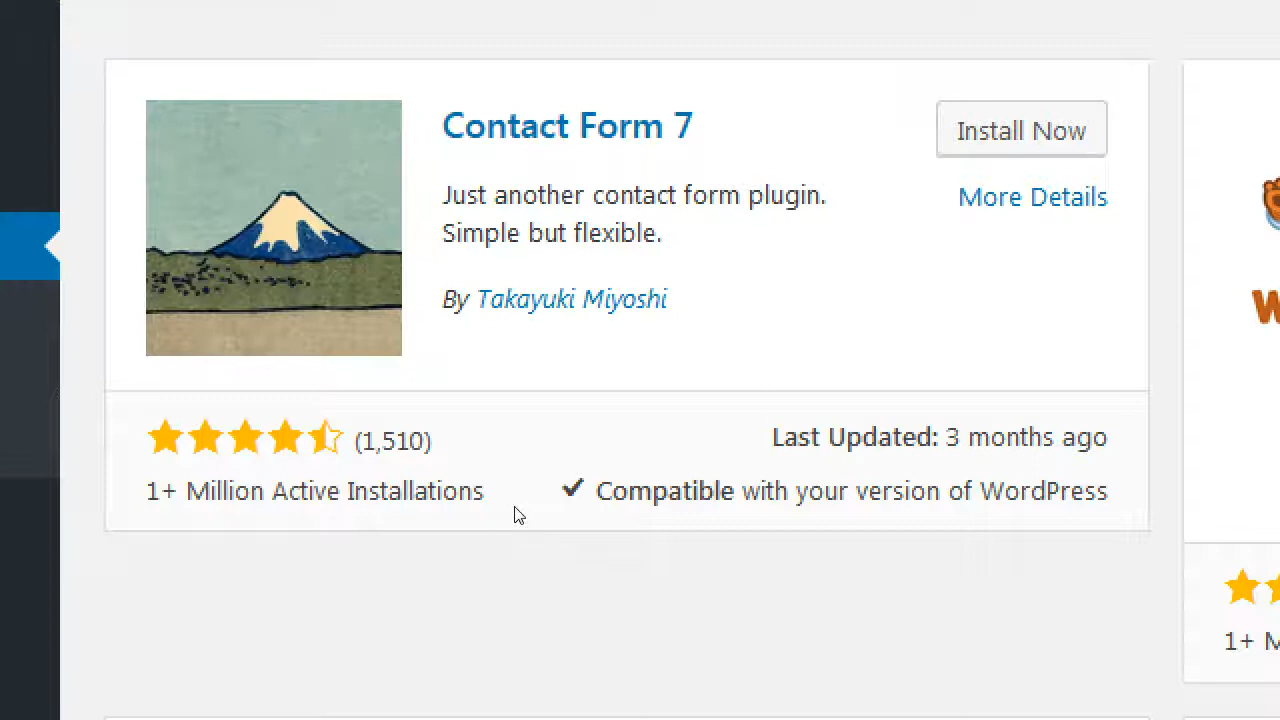 Contact Form 7
Install Now
Just another contact form plugin.
Simple but flexible.
More Details
By Takayuki Miyoshi
(1,510)
Last Updated: 3 months ago
1+ Million Active Installations
Compatible with your version of WordPress
W
1+ M